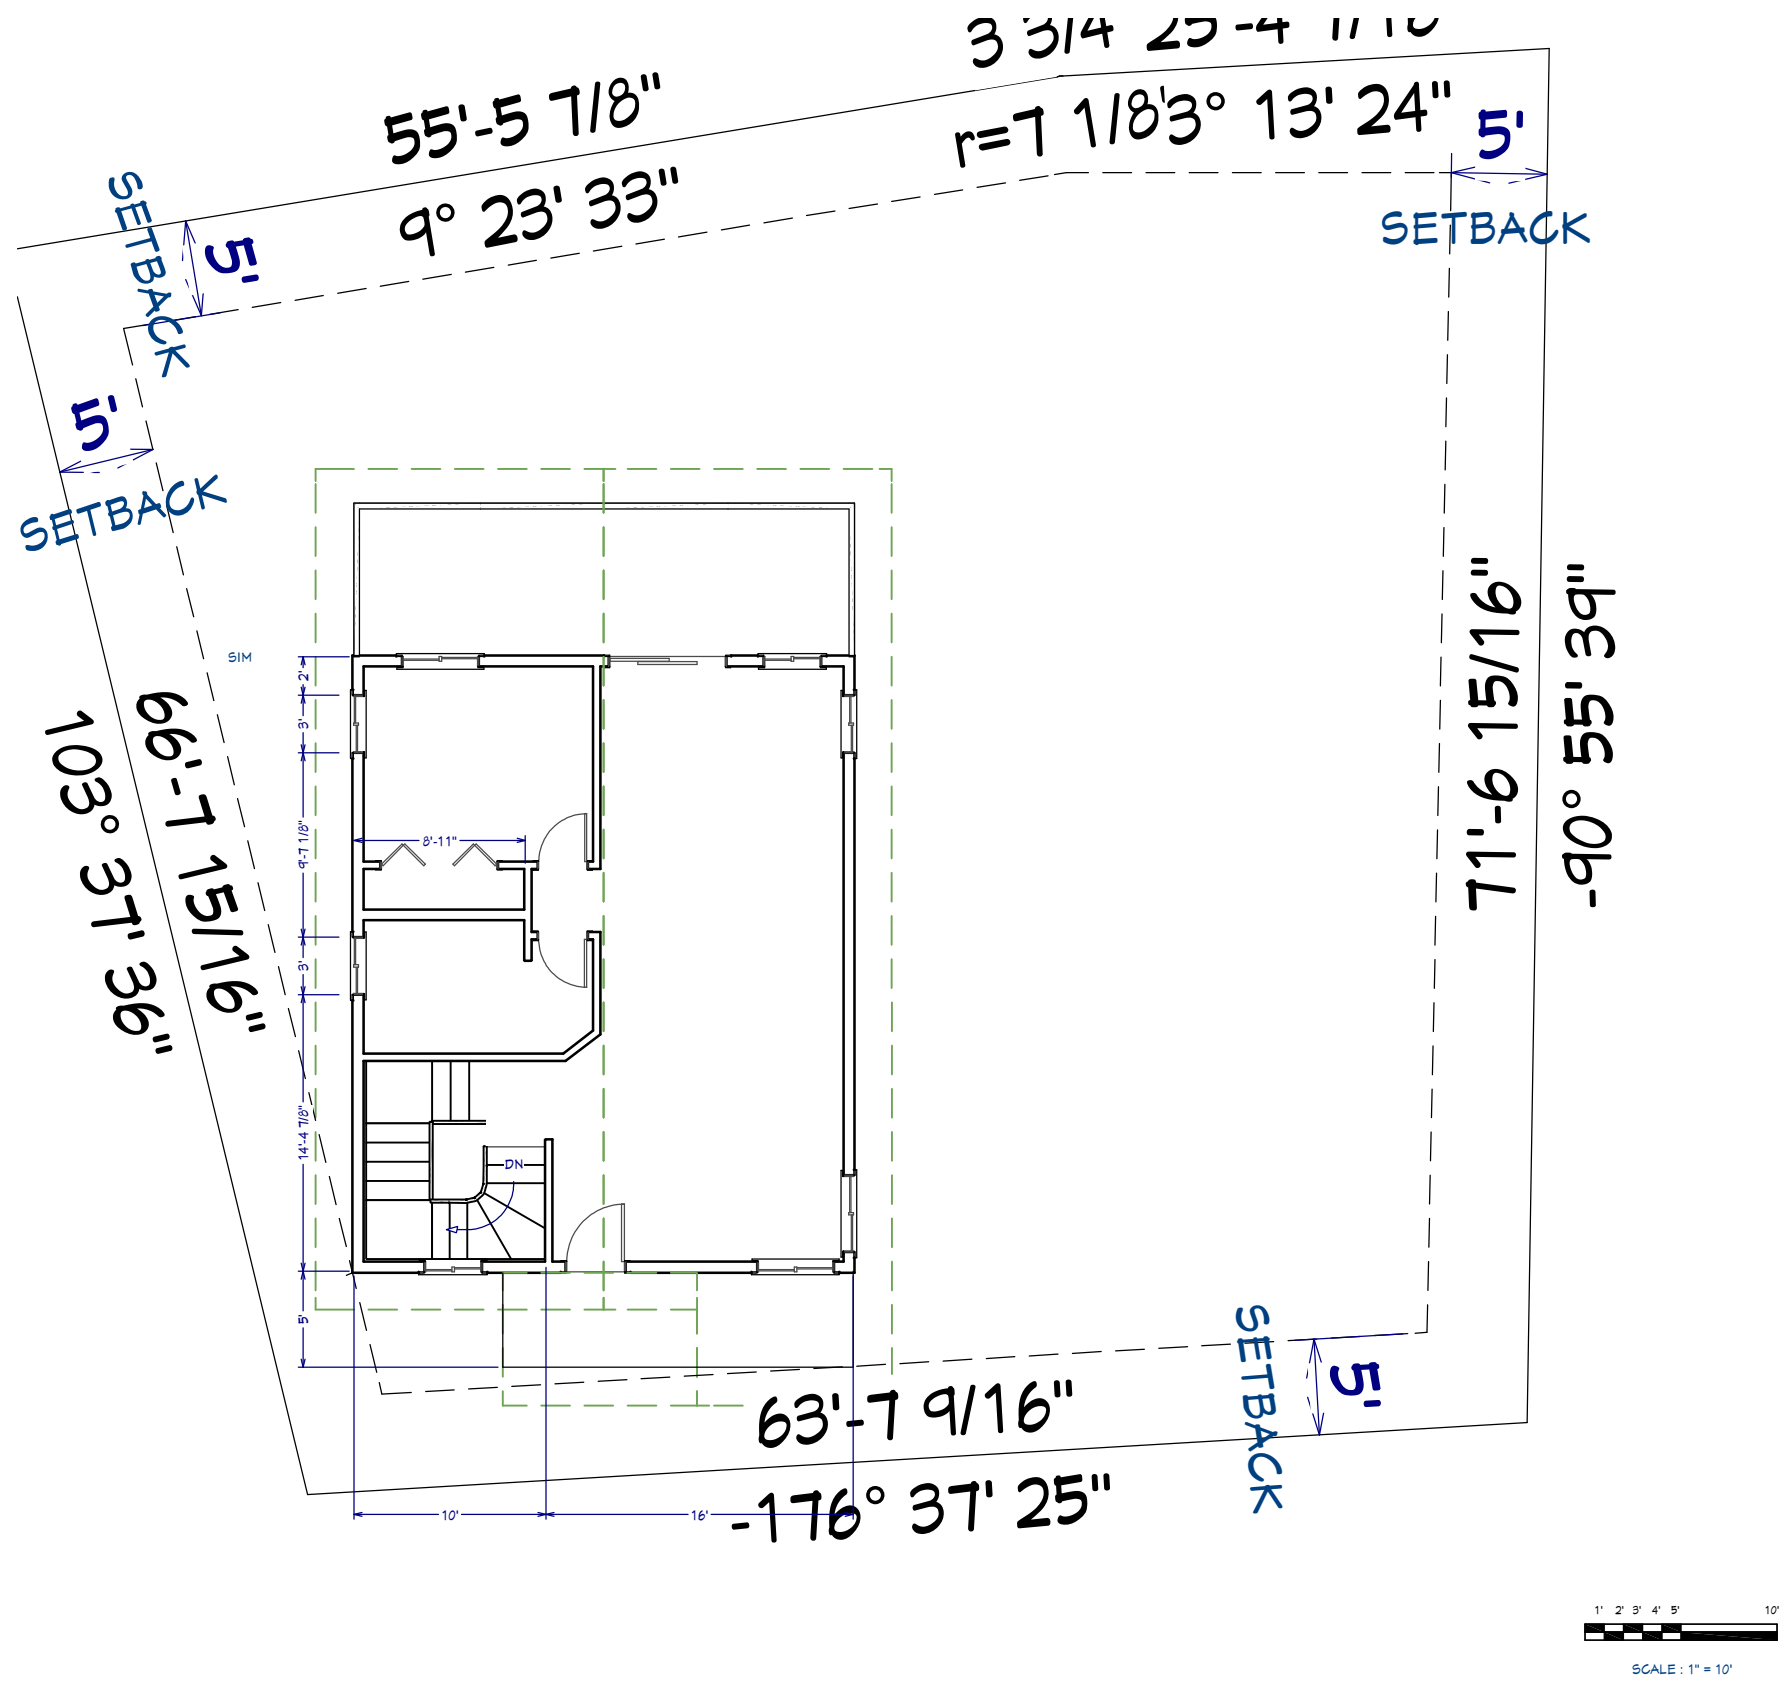 55'-5 7/8"
9° 23' 33"
r=7 1/8'3° 13' 24"
5'
SETBACK
SETBACK
5'
5'
SETBACK
SIM
2'
3'
9'-7 1/8"
8'-11"
3'
14'-4 7/8"
DN
5'
66'-7 15/16"
103° 37' 36"
71'-6 15/16"
-90° 55' 39"
SETBACK
5'
63'-7 9/16"
-176° 37' 25"
10'
16'
1' 2' 3' 4' 5' 10'
SCALE : 1" = 10'